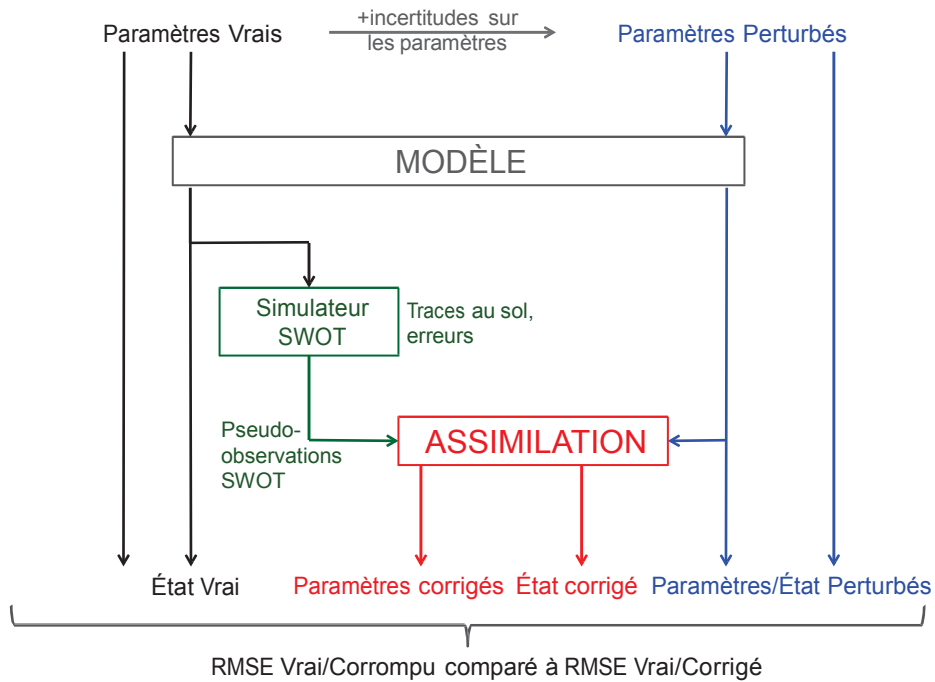 Paramètres Vrais
+incertitudes sur
les paramètres
Paramètres Perturbés
MODÈLE
Simulateur
SWOT
Traces au sol,
erreurs
Pseudo-
observations
SWOT
ASSIMILATION
État Vrai
Paramètres corrigés
État corrigé
Paramètres/État Perturbés
RMSE Vrai/Corrompu comparé à RMSE Vrai/Corrigé